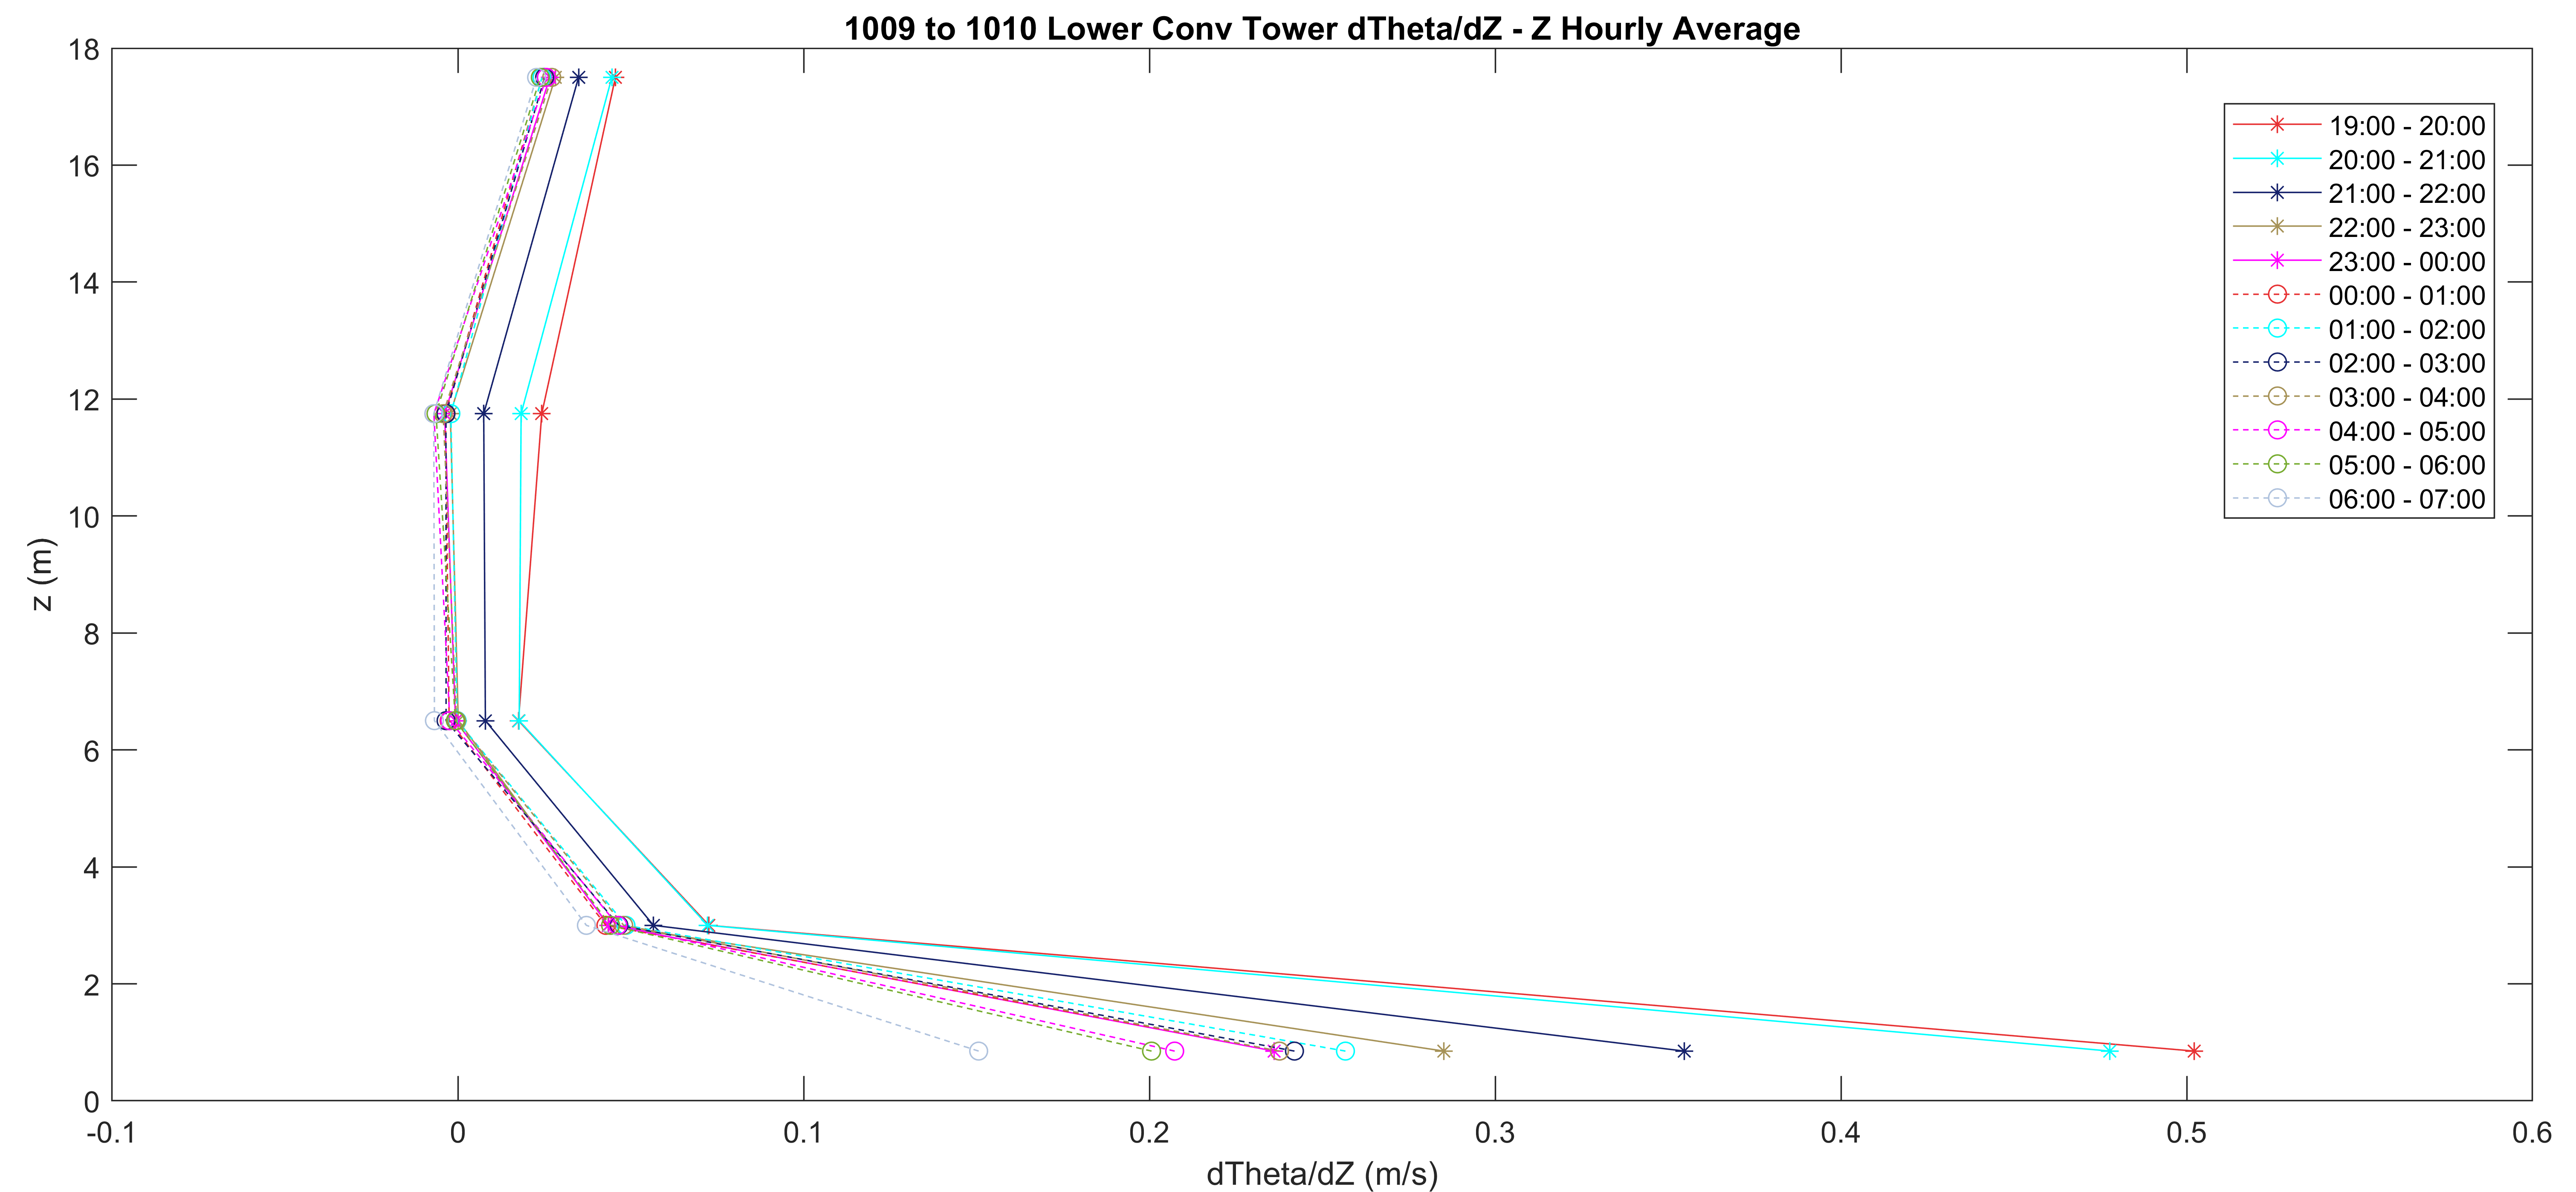 1009 to 1010 Lower Conv Tower dTheta/dZ - Z Hourly Average
18
16
14
12
10
8
6
4
2
0
z (m)
-0.1
0
0.1
0.2
0.3
0.4
0.5
0.6
dTheta/dZ (m/s)
19:00 - 20:00
20:00 - 21:00
21:00 - 22:00
22:00 - 23:00
23:00 - 00:00
00:00 - 01:00
01:00 - 02:00
02:00 - 03:00
03:00 - 04:00
04:00 - 05:00
05:00 - 06:00
06:00 - 07:00